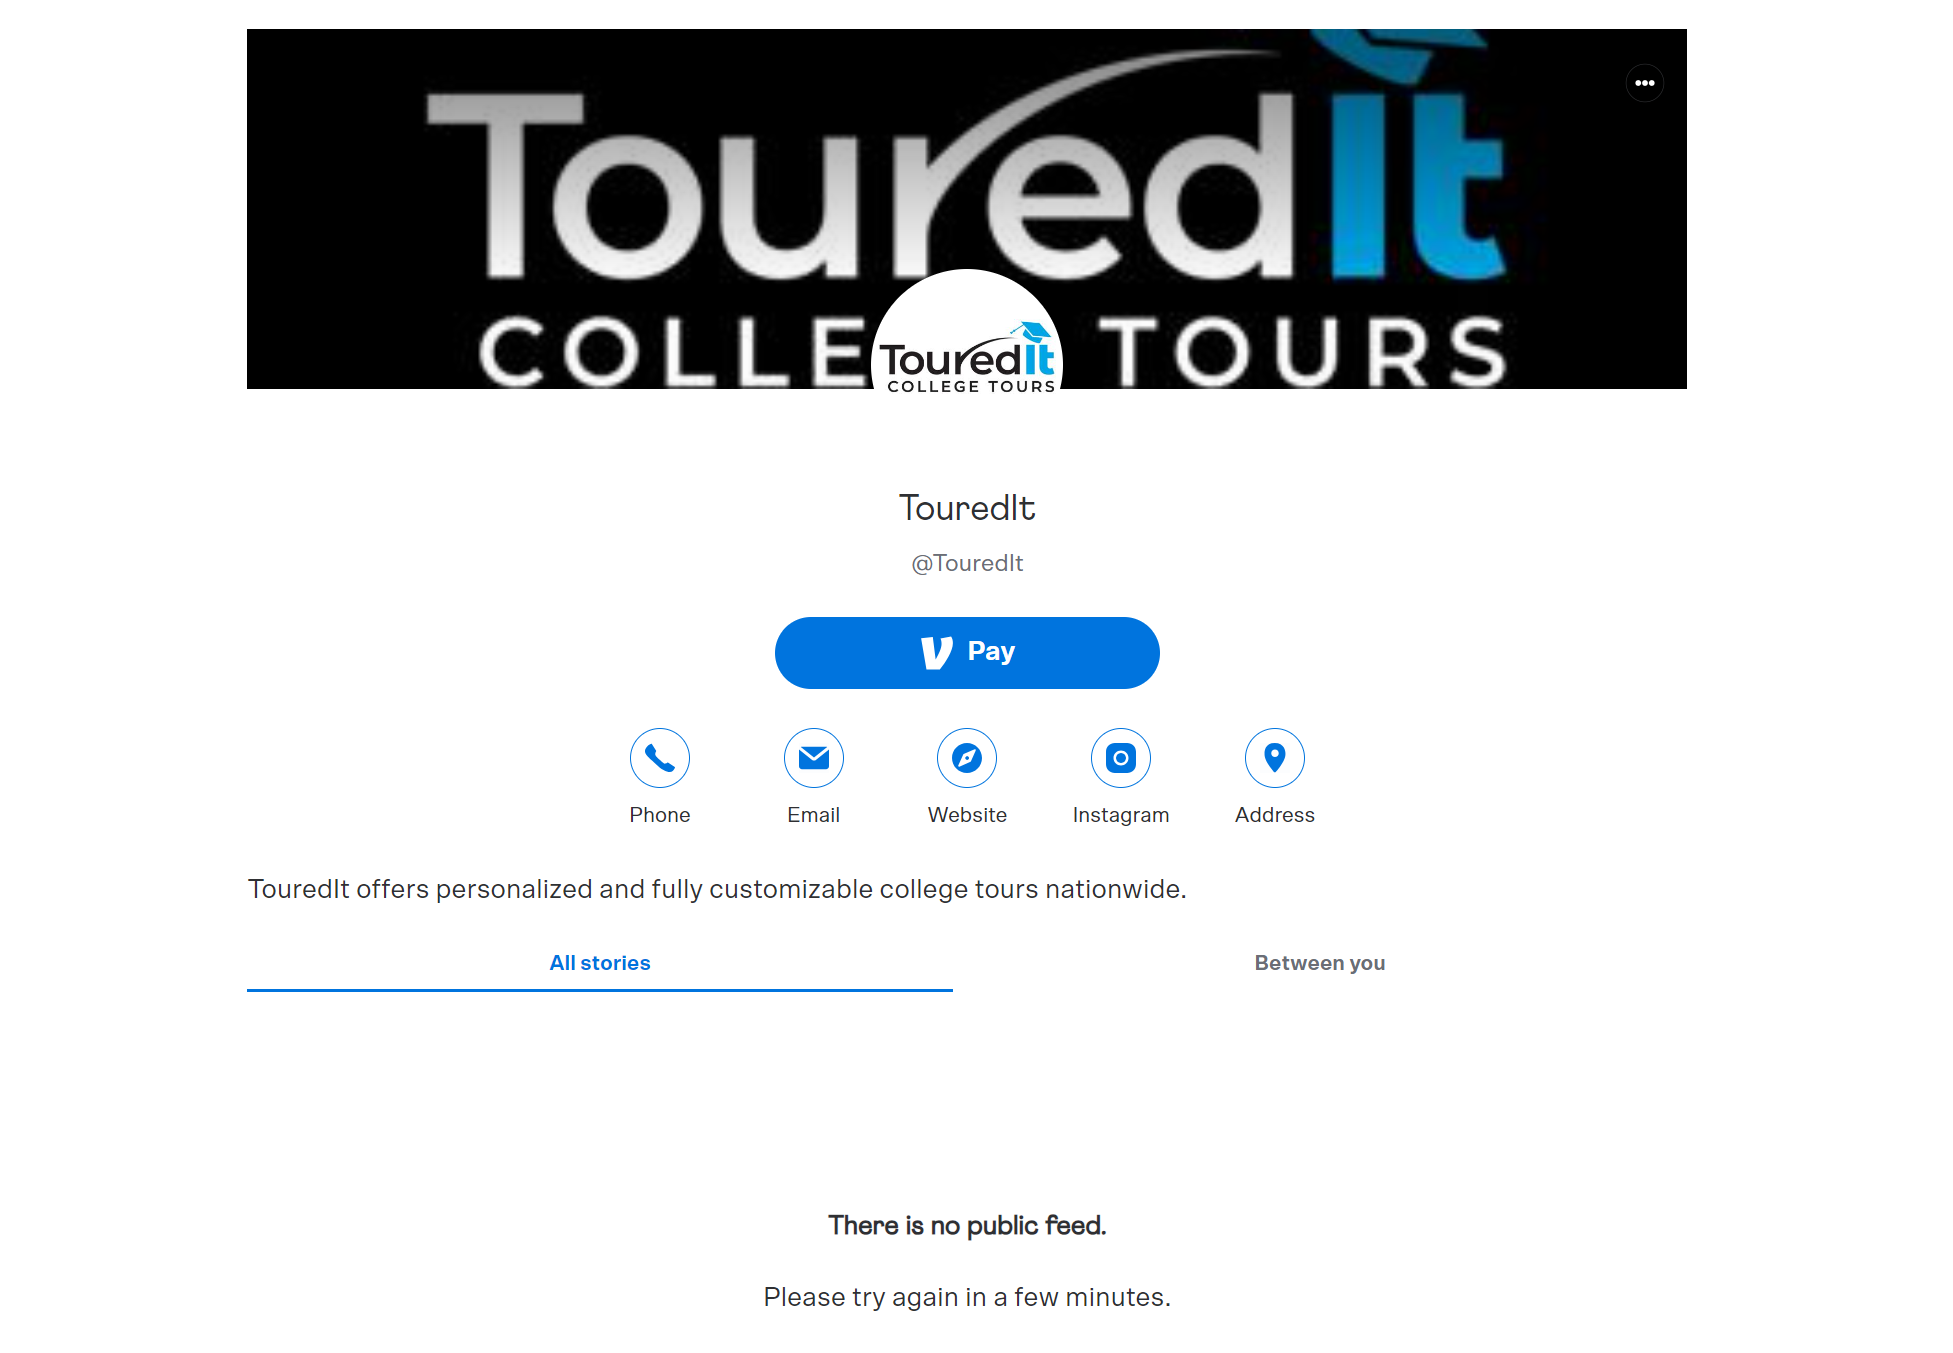 TouredIt
COLLE TOURS
TouredIt
COLLEGE TOURS
TouredIt
@TouredIt
Pay
Phone Email Website Instagram Address
TouredIt offers personalized and fully customizable college tours nationwide.
All stories Between you
There is no public feed.
Please try again in a few minutes.